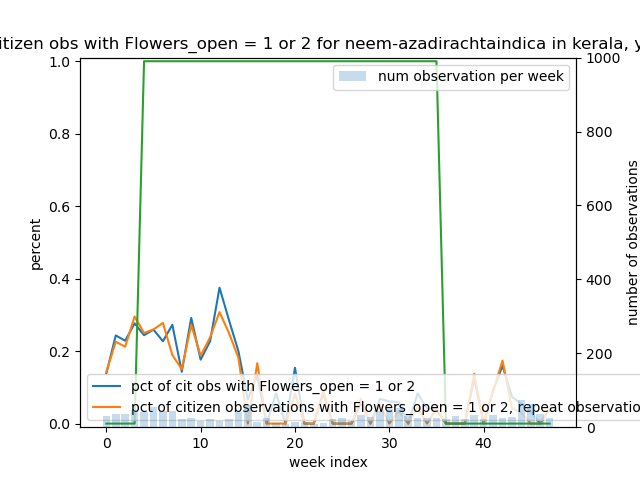 itizen obs with Flowers_open = 1 or 2 for neem-azadirachtaindica in kerala, y
num observation per week
1.0
0.8
0.6
0.4
0.2
0.0
percent
1000
800
600
400
200
0
number of observations
pct of cit obs with Flowers_open = 1 or 2
pct of citizen observations with Flowers_open = 1 or 2, repeat observatio
0 10 20 30 40
week index